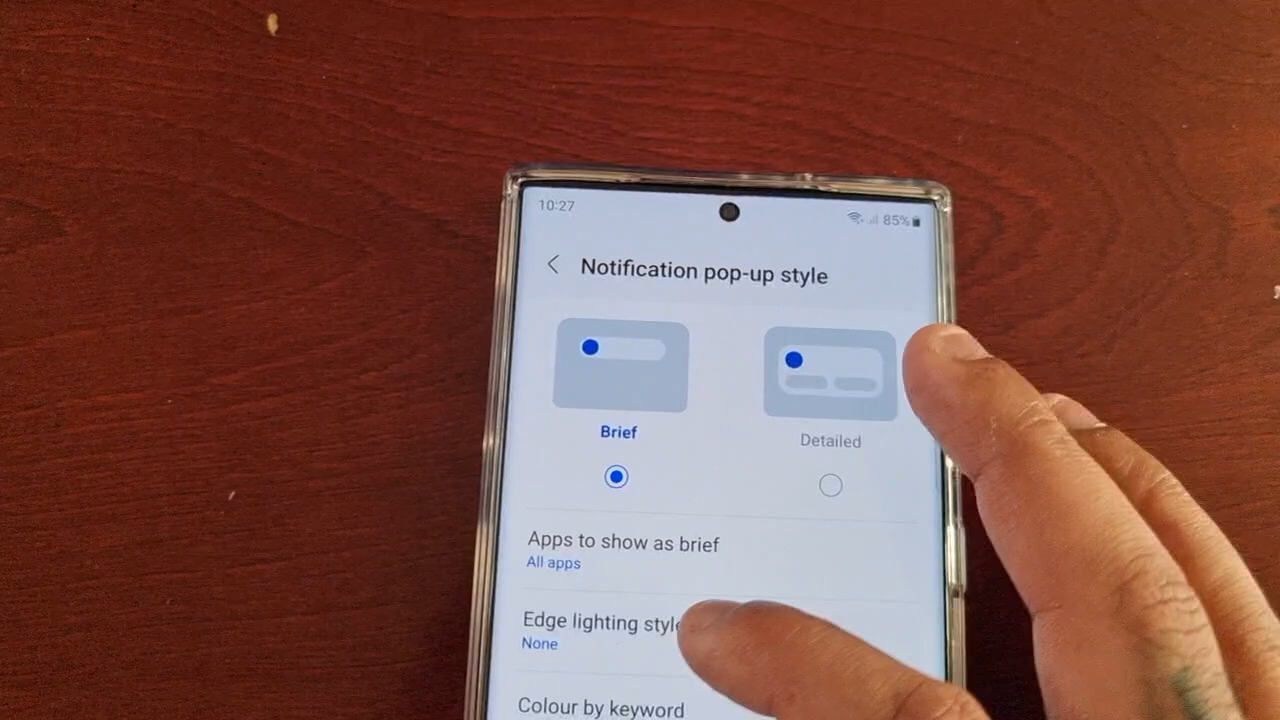 10:27
85%
Notification pop-up style
Brief
Detailed
Apps to show as brief
All apps
Edge lighting style
None
Colour by keyword